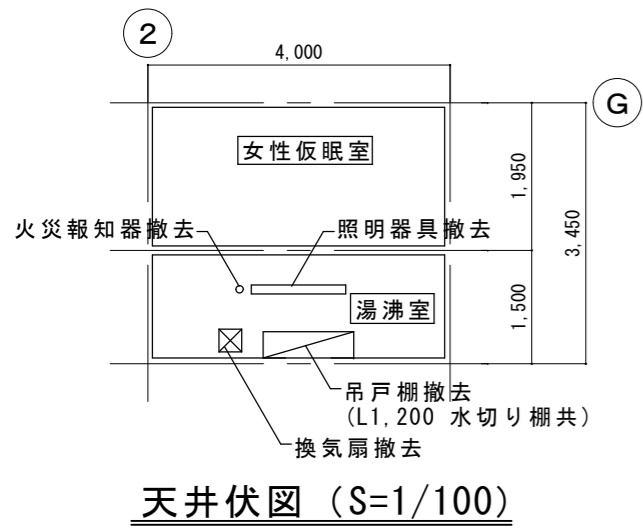 2
4,000
G
女性仮眠室
1,950
3,450
火災報知器撤去
照明器具撤去
湯沸室
1,500
吊戸棚撤去
(L1,200 水切り棚共)
換気扇撤去
天井伏図 (S=1/100)